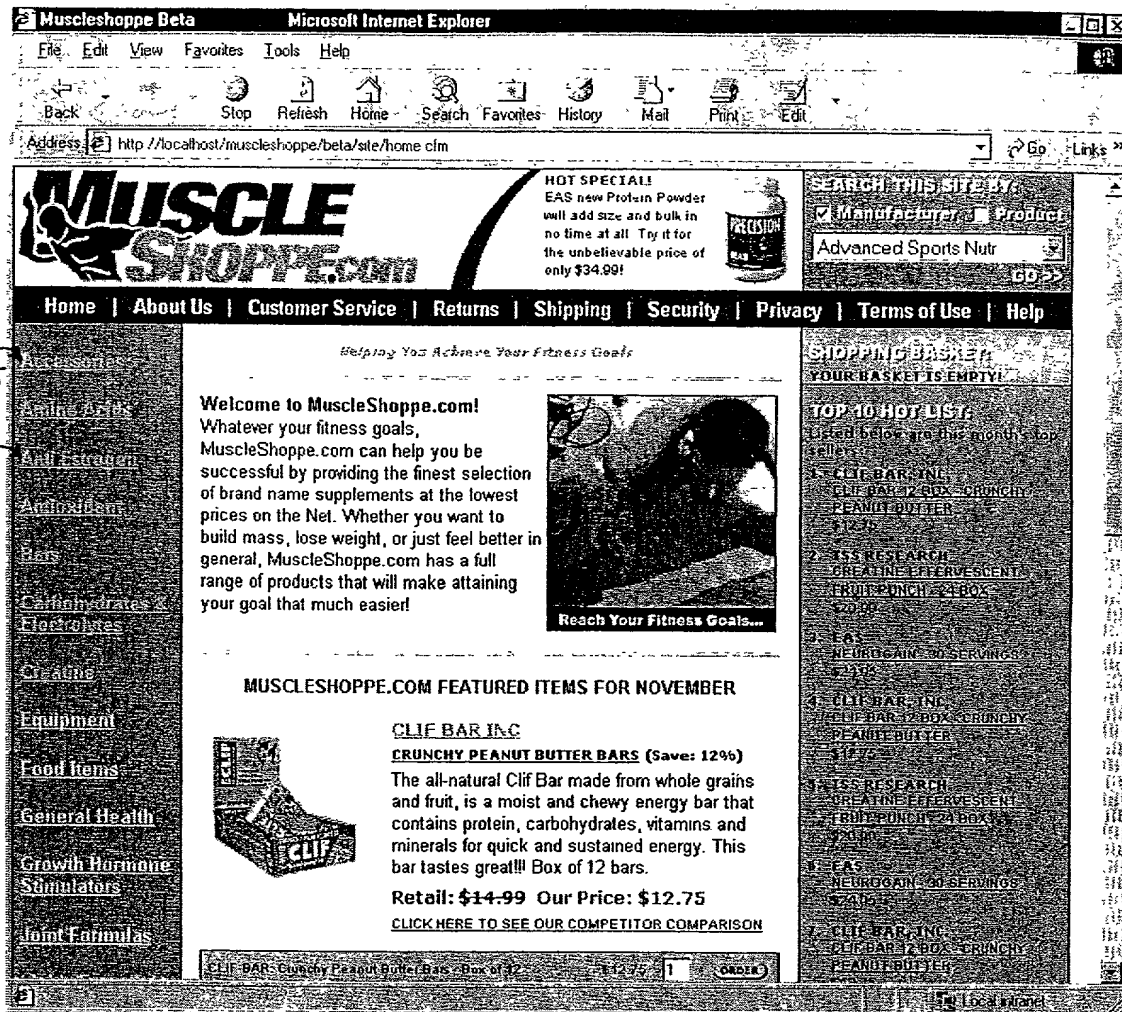 Muscleshoppe Beta Microsoft Internet Explorer
File Edit View Favorites Tools Help
Back Stop Refresh Home Search Favorites History Mail Print Edit
Address http //localhost/muscleshoppe/beta/site/home cfm Go Links »
MUSCLE
SHOPPE.com
HOT SPECIAL!
EAS new Protein Powder
will add size and bulk in
no time at all Try it for
the unbelievable price of
only $34.99!
PRECISION
SEARCH THIS SITE BY:
Manufacturer Product
Advanced Sports Nutr
GO >>
Home | About Us | Customer Service | Returns | Shipping | Security | Privacy | Terms of Use | Help
Accessories
Amino Acids
Anti Estrogen
Antioxidant
Bars
Carbohydrates &
Electrolytes
Creatine
Equipment
Food Items
General Health
Growth Hormone
Stimulators
Joint Formulas
Helping You Achieve Your Fitness Goals
Welcome to MuscleShoppe.com!
Whatever your fitness goals,
MuscleShoppe.com can help you be
successful by providing the finest selection
of brand name supplements at the lowest
prices on the Net. Whether you want to
build mass, lose weight, or just feel better in
general, MuscleShoppe.com has a full
range of products that will make attaining
your goal that much easier!
Reach Your Fitness Goals...
MUSCLESHOPPE.COM FEATURED ITEMS FOR NOVEMBER
CLIF BAR INC
CRUNCHY PEANUT BUTTER BARS (Save: 12%)
The all-natural Clif Bar made from whole grains
and fruit, is a moist and chewy energy bar that
contains protein, carbohydrates, vitamins and
minerals for quick and sustained energy. This
bar tastes great!!! Box of 12 bars.
Retail: $14.99 Our Price: $12.75
CLICK HERE TO SEE OUR COMPETITOR COMPARISON
CLIF
CLIF BAR: Crunchy Peanut Butter Bars - Box of 12 $12.75 1 ORDER
SHOPPING BASKET:
YOUR BASKET IS EMPTY!
TOP 10 HOT LIST:
Listed below are this month's top
sellers
1. CLIF BAR, INC.
CLIF BAR 12 BOX - CRUNCHY
PEANUT BUTTER
$12.75
2. ISS RESEARCH
CREATINE EFFERVESCENT
FRUIT PUNCH - 24 BOX
$20.00
3. EAS
NEUROGAIN - 30 SERVINGS
4. CLIF BAR, INC.
CLIF BAR 12 BOX - CRUNCHY
PEANUT BUTTER
$12.75
5. ISS RESEARCH
CREATINE EFFERVESCENT
FRUIT PUNCH - 24 BOX
$20.00
6. EAS
NEUROGAIN - 30 SERVINGS
7. CLIF BAR, INC.
CLIF BAR 12 BOX - CRUNCHY
PEANUT BUTTER
Local intranet